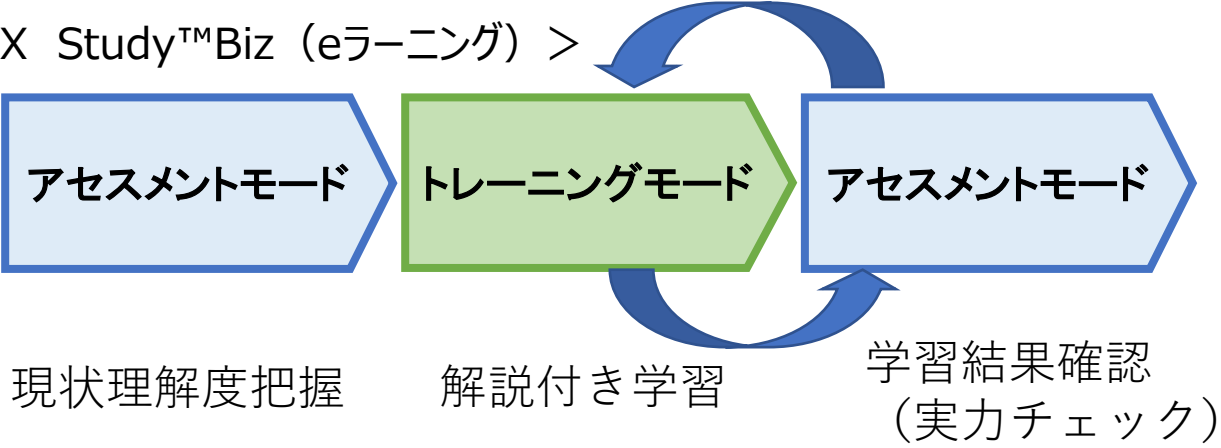 X Study™Biz（eラーニング）＞
アセスメントモード
トレーニングモード
アセスメントモード
現状理解度把握
解説付き学習
学習結果確認
（実力チェック）